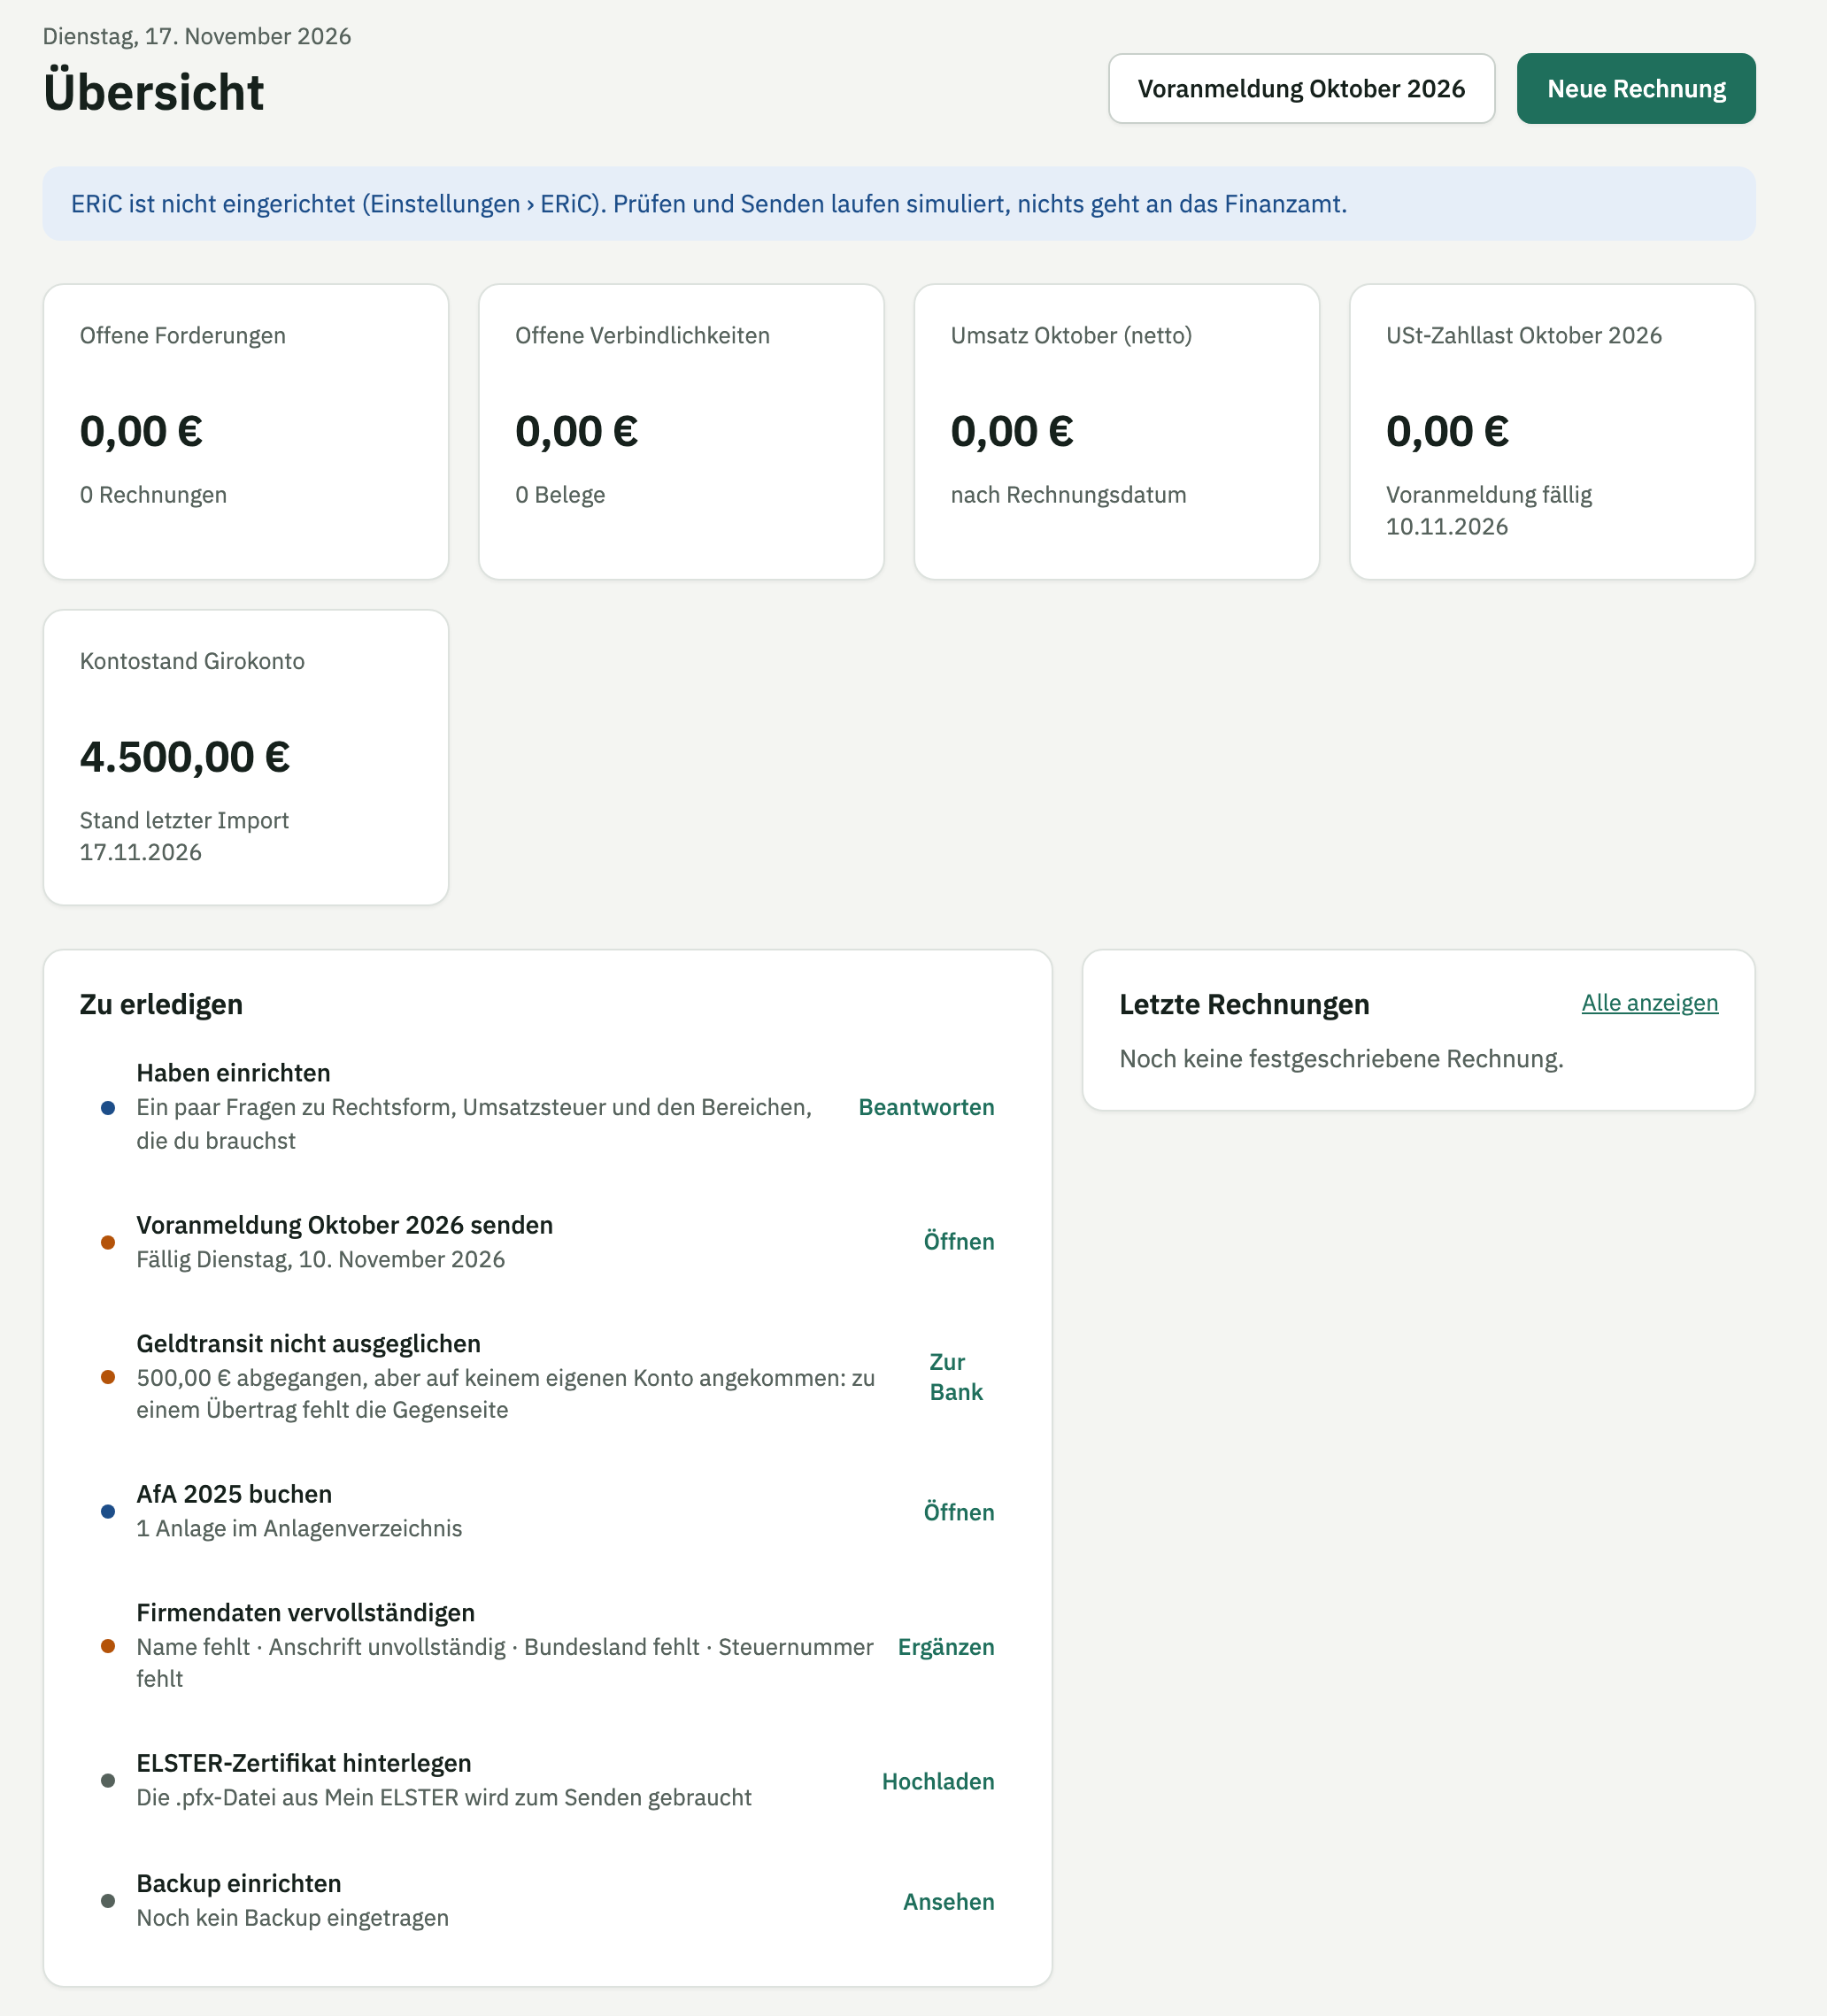 Dienstag, 17. November 2026
Übersicht
Voranmeldung Oktober 2026
Neue Rechnung
ERiC ist nicht eingerichtet (Einstellungen › ERiC). Prüfen und Senden laufen simuliert, nichts geht an das Finanzamt.
Offene Forderungen
0,00 €
0 Rechnungen
Offene Verbindlichkeiten
0,00 €
0 Belege
Umsatz Oktober (netto)
0,00 €
nach Rechnungsdatum
USt-Zahllast Oktober 2026
0,00 €
Voranmeldung fällig
10.11.2026
Kontostand Girokonto
4.500,00 €
Stand letzter Import
17.11.2026
Zu erledigen
Haben einrichten
Ein paar Fragen zu Rechtsform, Umsatzsteuer und den Bereichen,
die du brauchst
Beantworten
Voranmeldung Oktober 2026 senden
Fällig Dienstag, 10. November 2026
Öffnen
Geldtransit nicht ausgeglichen
500,00 € abgegangen, aber auf keinem eigenen Konto angekommen: zu
einem Übertrag fehlt die Gegenseite
Zur
Bank
AfA 2025 buchen
1 Anlage im Anlagenverzeichnis
Öffnen
Firmendaten vervollständigen
Name fehlt · Anschrift unvollständig · Bundesland fehlt · Steuernummer
fehlt
Ergänzen
ELSTER-Zertifikat hinterlegen
Die .pfx-Datei aus Mein ELSTER wird zum Senden gebraucht
Hochladen
Backup einrichten
Noch kein Backup eingetragen
Ansehen
Letzte Rechnungen
Alle anzeigen
Noch keine festgeschriebene Rechnung.